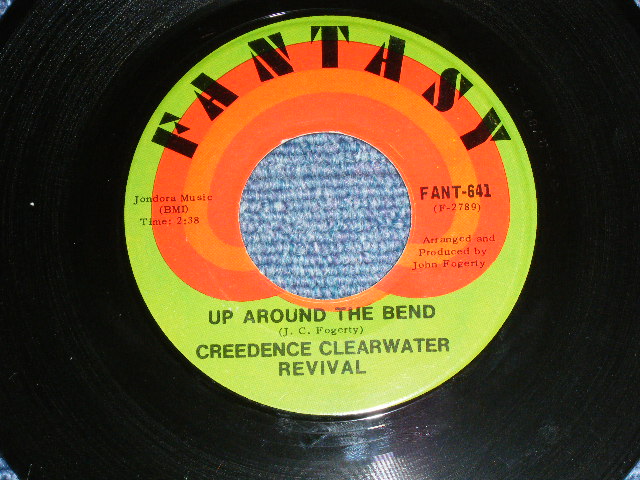 FANTASY
Jondora Music
(BMI)
Time: 2:38
FANT-641
(F-2789)
Arranged and
Produced by
John Fogerty
UP AROUND THE BEND
(J. C. Fogerty)
CREEDENCE CLEARWATER
REVIVAL